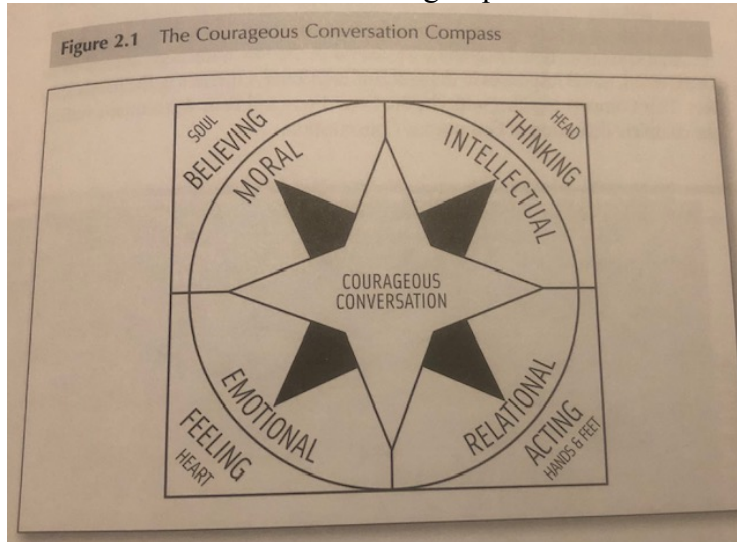 Figure 2.1 The Courageous Conversation Compass
SOUL
BELIEVING
MORAL
HEAD
THINKING
INTELLECTUAL
COURAGEOUS
CONVERSATION
EMOTIONAL
FEELING
HEART
RELATIONAL
ACTING
HANDS & FEET